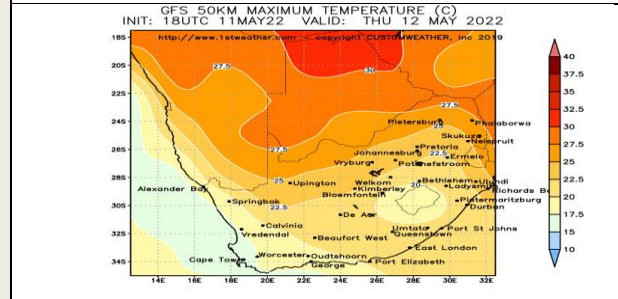 GFS 50KM MAXIMUM TEMPERATURE (C)
INIT: 18UTC 11MAY22 VALID: THU 12 MAY 2022
http://www.1stweather.com copyright CUSTOMWEATHER, Inc 2019
18S
20S
22S
24S
26S
28S
30S
32S
34S
27.5
30
27.5
25
27.5
22.5
25
20
22.5
Pietersburg
Phalaborwa
Skukuza
Nelspruit
Pretoria
Johannesburg
Ermelo
Vryburg
Potchefstroom
Welkom
Bethlehem
Ulundi
Alexander Bay
Upington
Kimberley
Ladysmith
Richards B
Bloemfontein
Springbok
Pietermaritzburg
Durban
De Aar
Calvinia
Vredendal
Umtata
Port St Johns
Beaufort West
Queenstown
East London
Worcester
Oudtshoorn
Cape Town
George
Port Elizabeth
14E 16E 18E 20E 22E 24E 26E 28E 30E 32E
40
37.5
35
32.5
30
27.5
25
22.5
20
17.5
15
10